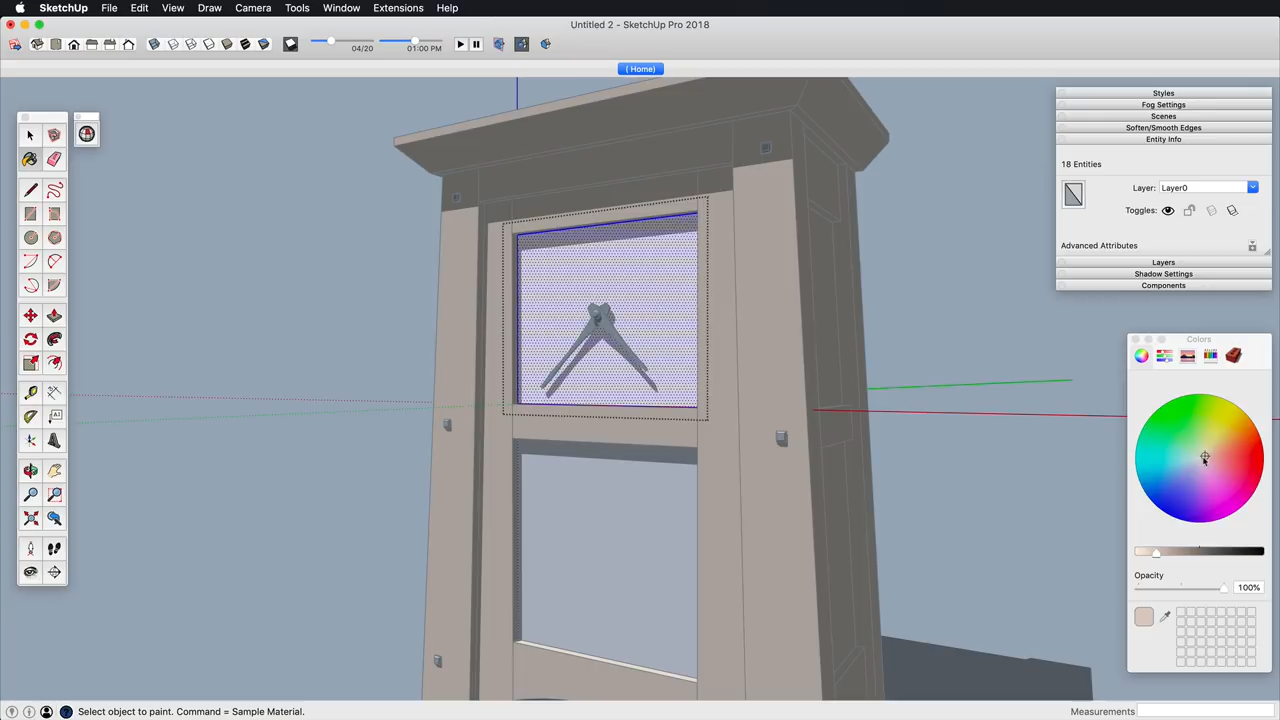 SketchUp File Edit View Draw Camera Tools Window Extensions Help
Untitled 2 - SketchUp Pro 2018
04/20 01:00 PM
( Home)
Styles
Fog Settings
Scenes
Soften/Smooth Edges
Entity Info
18 Entities
Layer: Layer0
Toggles:
Advanced Attributes
Layers
Shadow Settings
Components
Colors
Opacity
100%
Select object to paint. Command = Sample Material.
Measurements